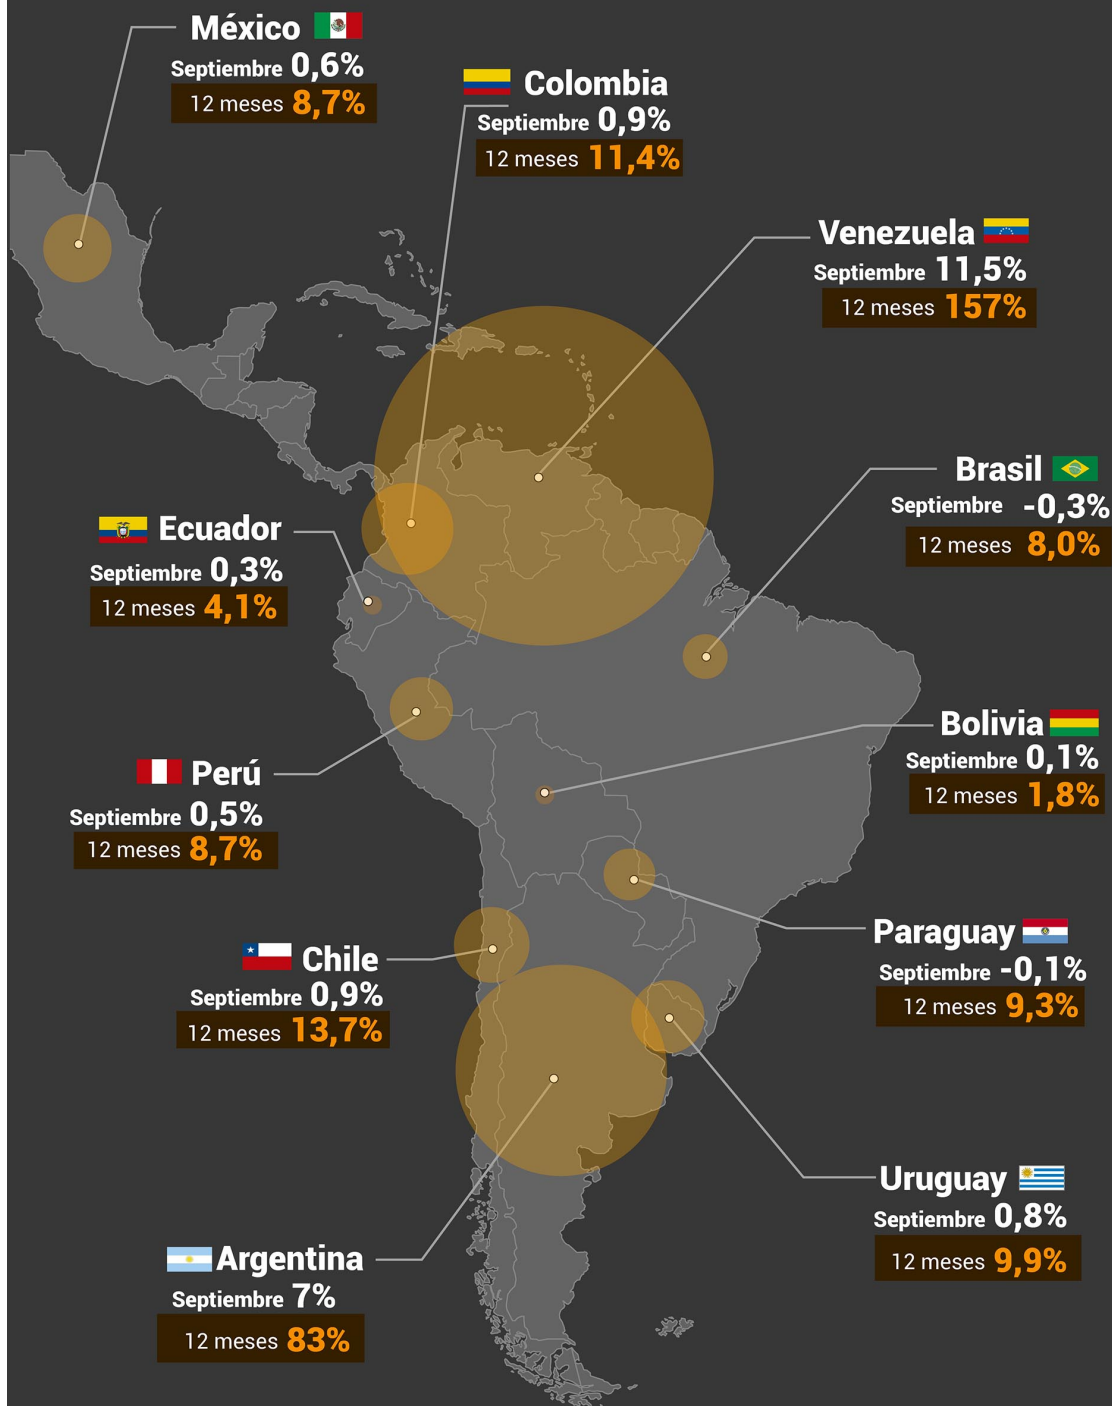 México
Septiembre 0,6%
12 meses 8,7%
Colombia
Septiembre 0,9%
12 meses 11,4%
Venezuela
Septiembre 11,5%
12 meses 157%
Brasil
Septiembre -0,3%
12 meses 8,0%
Ecuador
Septiembre 0,3%
12 meses 4,1%
Bolivia
Septiembre 0,1%
12 meses 1,8%
Perú
Septiembre 0,5%
12 meses 8,7%
Paraguay
Septiembre -0,1%
12 meses 9,3%
Chile
Septiembre 0,9%
12 meses 13,7%
Uruguay
Septiembre 0,8%
12 meses 9,9%
Argentina
Septiembre 7%
12 meses 83%